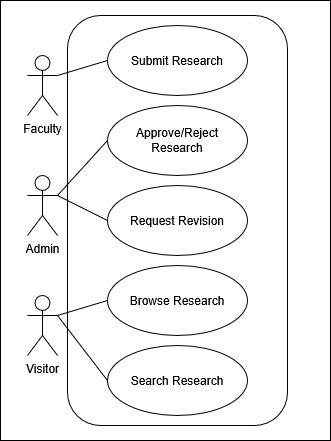 Submit Research
Faculty
Approve/Reject
Research
Admin
Request Revision
Browse Research
Visitor
Search Research